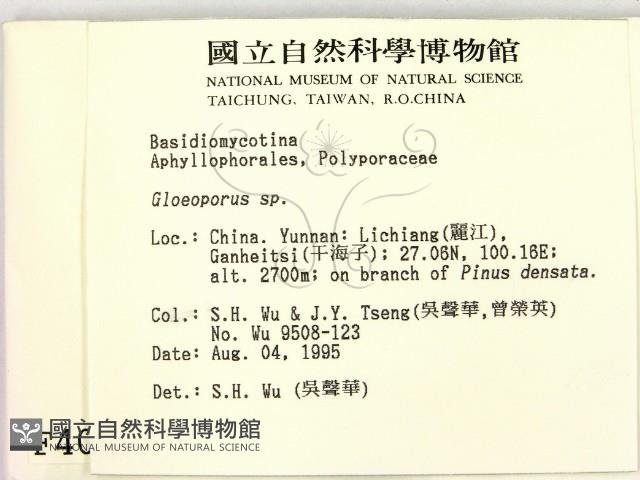 國立自然科學博物館
NATIONAL MUSEUM OF NATURAL SCIENCE
TAICHUNG, TAIWAN, R.O.CHINA
Basidiomycotina
Aphyllophorales, Polyporaceae
Gloeoporus sp.
Loc.: China. Yunnan: Lichiang(麗江),
Ganheitsi(干海子); 27.06N, 100.16E;
alt. 2700m; on branch of Pinus densata.
Col.: S.H. Wu & J.Y. Tseng(吳聲華,曾榮英)
No. Wu 9508-123
Date: Aug. 04, 1995
Det.: S.H. Wu (吳聲華)
國立自然科學博物館
NATIONAL MUSEUM OF NATURAL SCIENCE